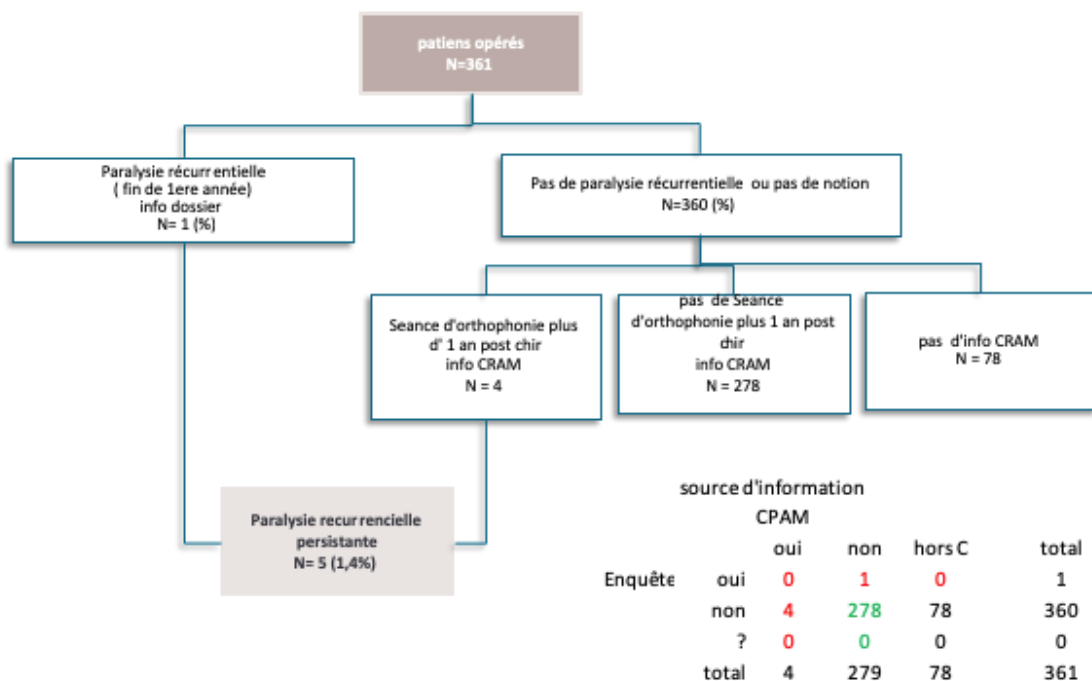 patiens opérés
N=361
Paralysie récurrentielle
( fin de 1ere année)
info dossier
N= 1 (%)
Pas de paralysie récurrentielle ou pas de notion
N=360 (%)
Seance d'orthophonie plus
d' 1 an post chir
info CRAM
N = 4
pas de Seance
d'orthophonie plus 1 an post
chir
info CRAM
N = 278
pas d'info CRAM
N = 78
Paralysie recurrencielle
persistante
N= 5 (1,4%)
source d'information
CPAM
oui non hors C total
Enquête oui 0 1 0 1
non 4 278 78 360
? 0 0 0 0
total 4 279 78 361